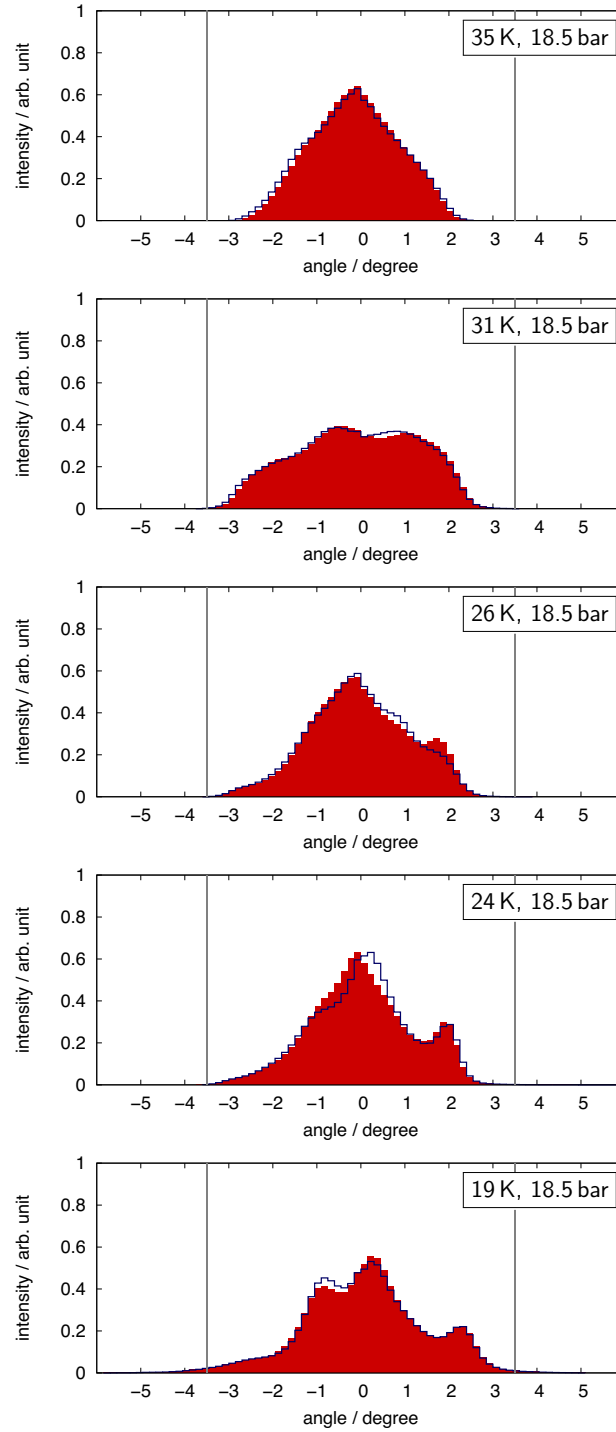 35 K, 18.5 bar
intensity / arb. unit
1
0.8
0.6
0.4
0.2
0
−5 −4 −3 −2 −1 0 1 2 3 4 5
angle / degree
31 K, 18.5 bar
intensity / arb. unit
1
0.8
0.6
0.4
0.2
0
−5 −4 −3 −2 −1 0 1 2 3 4 5
angle / degree
26 K, 18.5 bar
intensity / arb. unit
1
0.8
0.6
0.4
0.2
0
−5 −4 −3 −2 −1 0 1 2 3 4 5
angle / degree
24 K, 18.5 bar
intensity / arb. unit
1
0.8
0.6
0.4
0.2
0
−5 −4 −3 −2 −1 0 1 2 3 4 5
angle / degree
19 K, 18.5 bar
intensity / arb. unit
1
0.8
0.6
0.4
0.2
0
−5 −4 −3 −2 −1 0 1 2 3 4 5
angle / degree